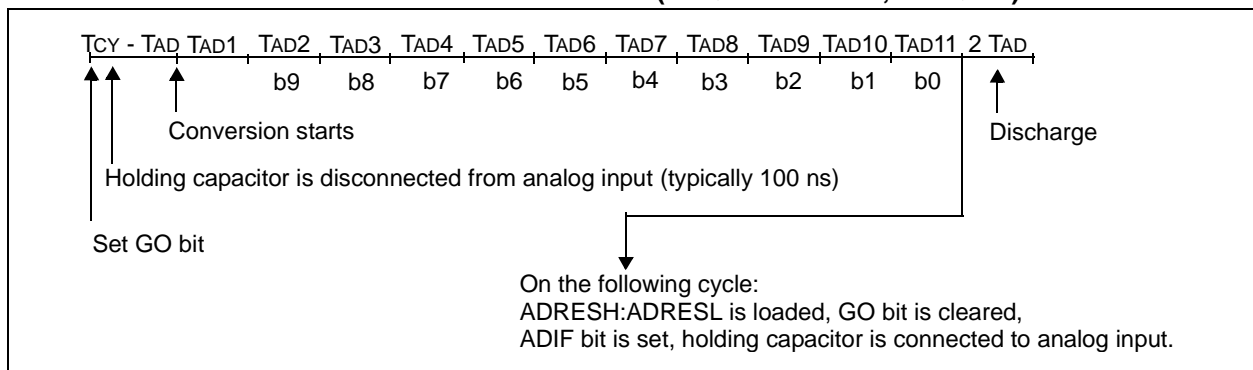 TCY - TAD TAD1 TAD2 TAD3 TAD4 TAD5 TAD6 TAD7 TAD8 TAD9 TAD10 TAD11 2 TAD
b9 b8 b7 b6 b5 b4 b3 b2 b1 b0
Conversion starts
Discharge
Holding capacitor is disconnected from analog input (typically 100 ns)
Set GO bit
On the following cycle:
ADRESH:ADRESL is loaded, GO bit is cleared,
ADIF bit is set, holding capacitor is connected to analog input.